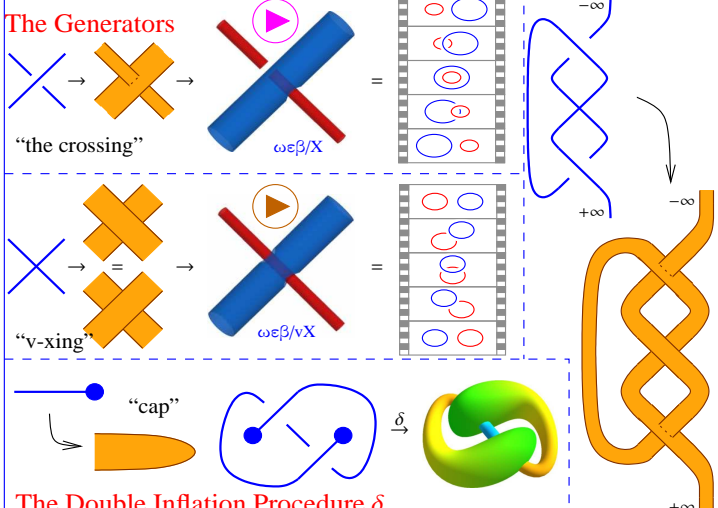 The Generators
−∞
→
→
=
“the crossing”
ωεβ/X
−∞
+∞
→
=
→
=
“v-xing”
ωεβ/vX
“cap”
δ
→
The Double Inflation Procedure δ
+∞